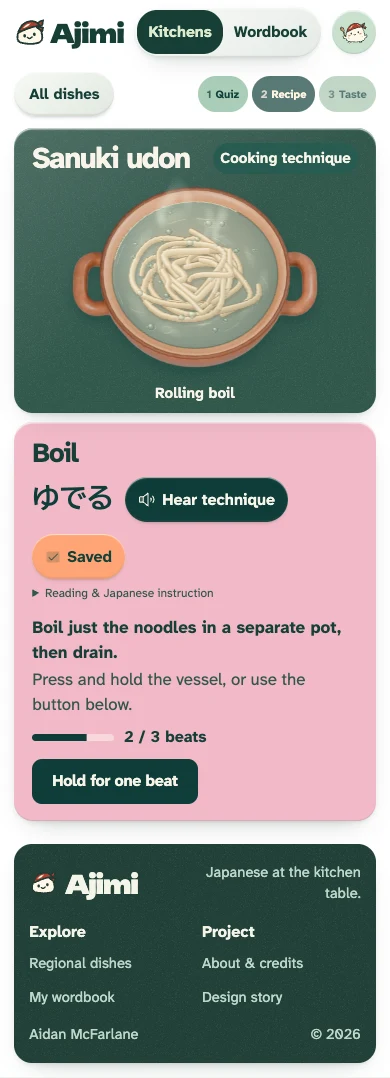 Ajimi
Kitchens
Wordbook
All dishes
1 Quiz
2 Recipe
3 Taste
Sanuki udon
Cooking technique
Rolling boil
Boil
ゆでる
Hear technique
Saved
Reading & Japanese instruction
Boil just the noodles in a separate pot,
then drain.
Press and hold the vessel, or use the
button below.
2 / 3 beats
Hold for one beat
Ajimi
Japanese at the kitchen
table.
Explore
Project
Regional dishes
About & credits
My wordbook
Design story
Aidan McFarlane
© 2026